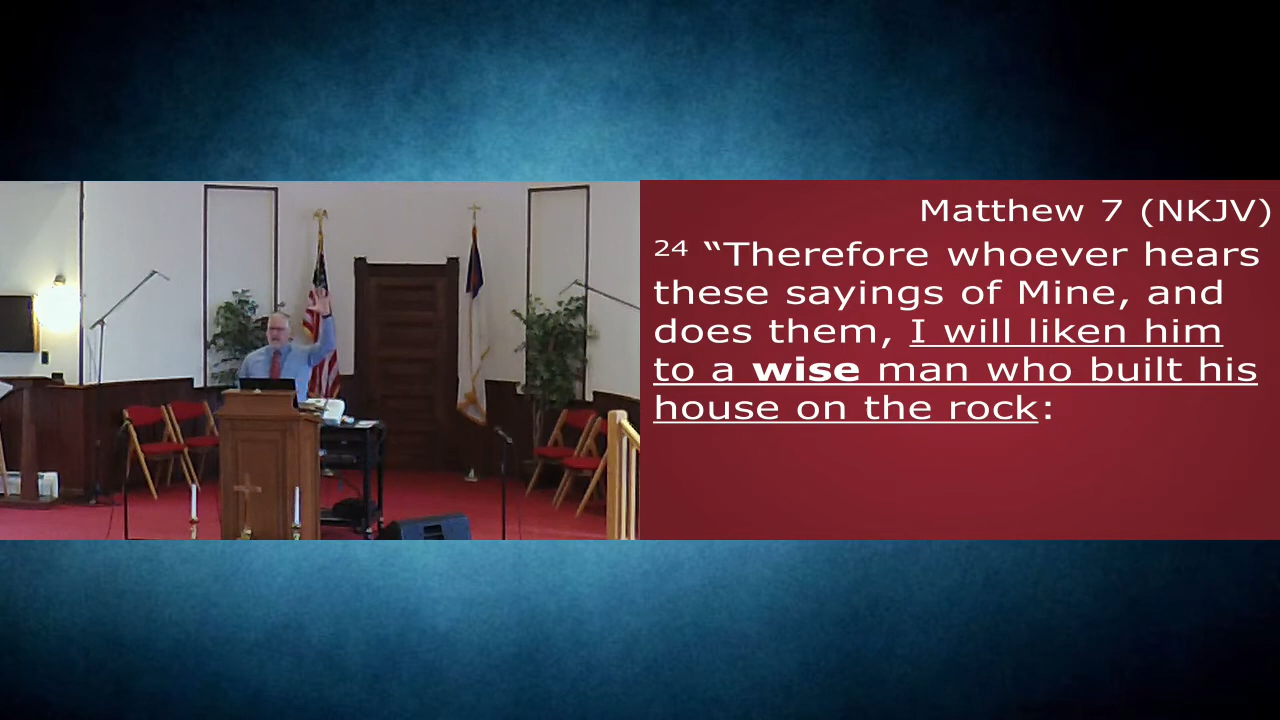 Matthew 7 (NKJV)
24 “Therefore whoever hears
these sayings of Mine, and
does them, I will liken him
to a wise man who built his
house on the rock: